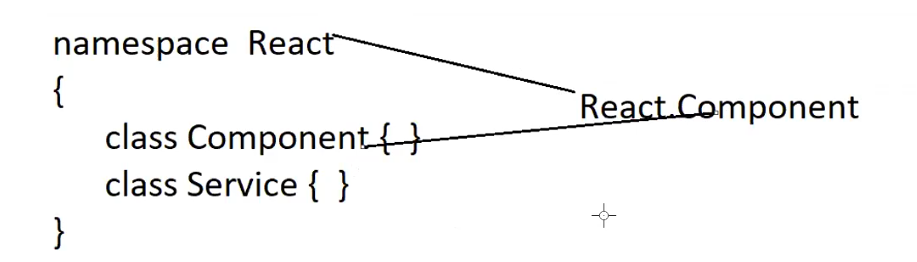 namespace React
{
React.Component
class Component { }
class Service { }
}